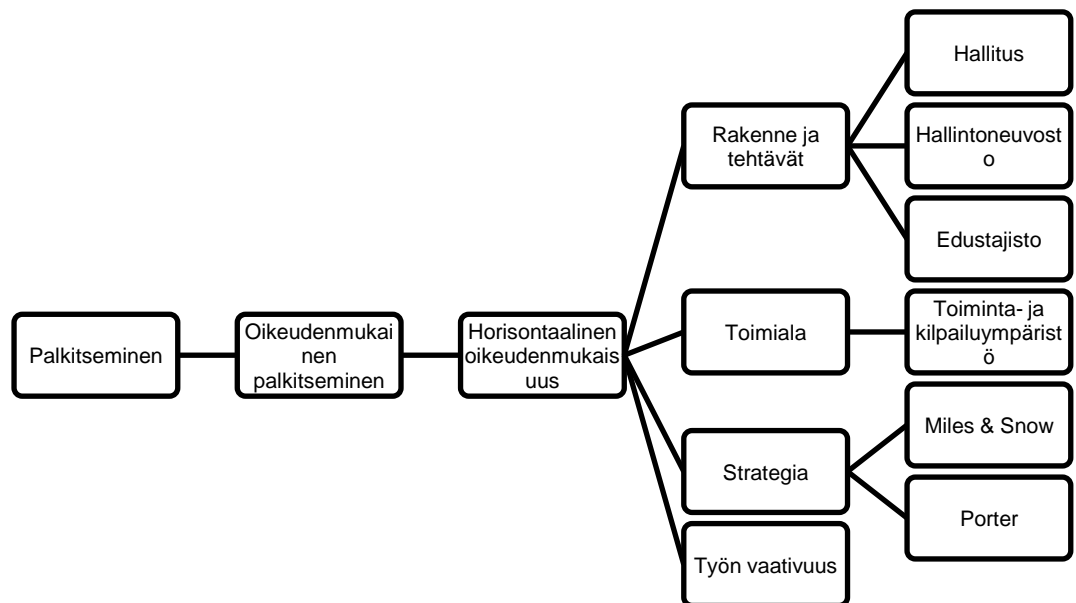 Hallitus
Rakenne ja
tehtävät
Hallintoneuvost
o
Edustajisto
Palkitseminen
Oikeudenmukai
nen
palkitseminen
Horisontaalinen
oikeudenmukais
uus
Toimiala
Toiminta- ja
kilpailuympärist
ö
Strategia
Miles & Snow
Porter
Työn vaativuus